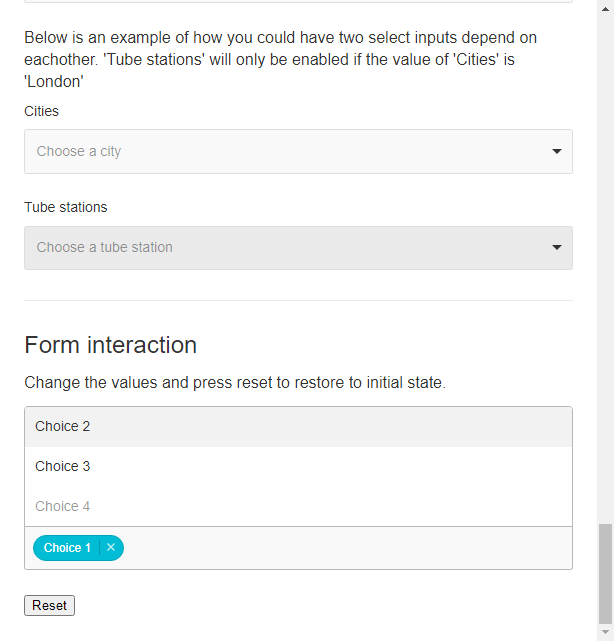 Below is an example of how you could have two select inputs depend on
eachother. 'Tube stations' will only be enabled if the value of 'Cities' is
'London'
Cities
Choose a city
Tube stations
Choose a tube station
Form interaction
Change the values and press reset to restore to initial state.
Choice 2
Choice 3
Choice 4
Choice 1
Reset